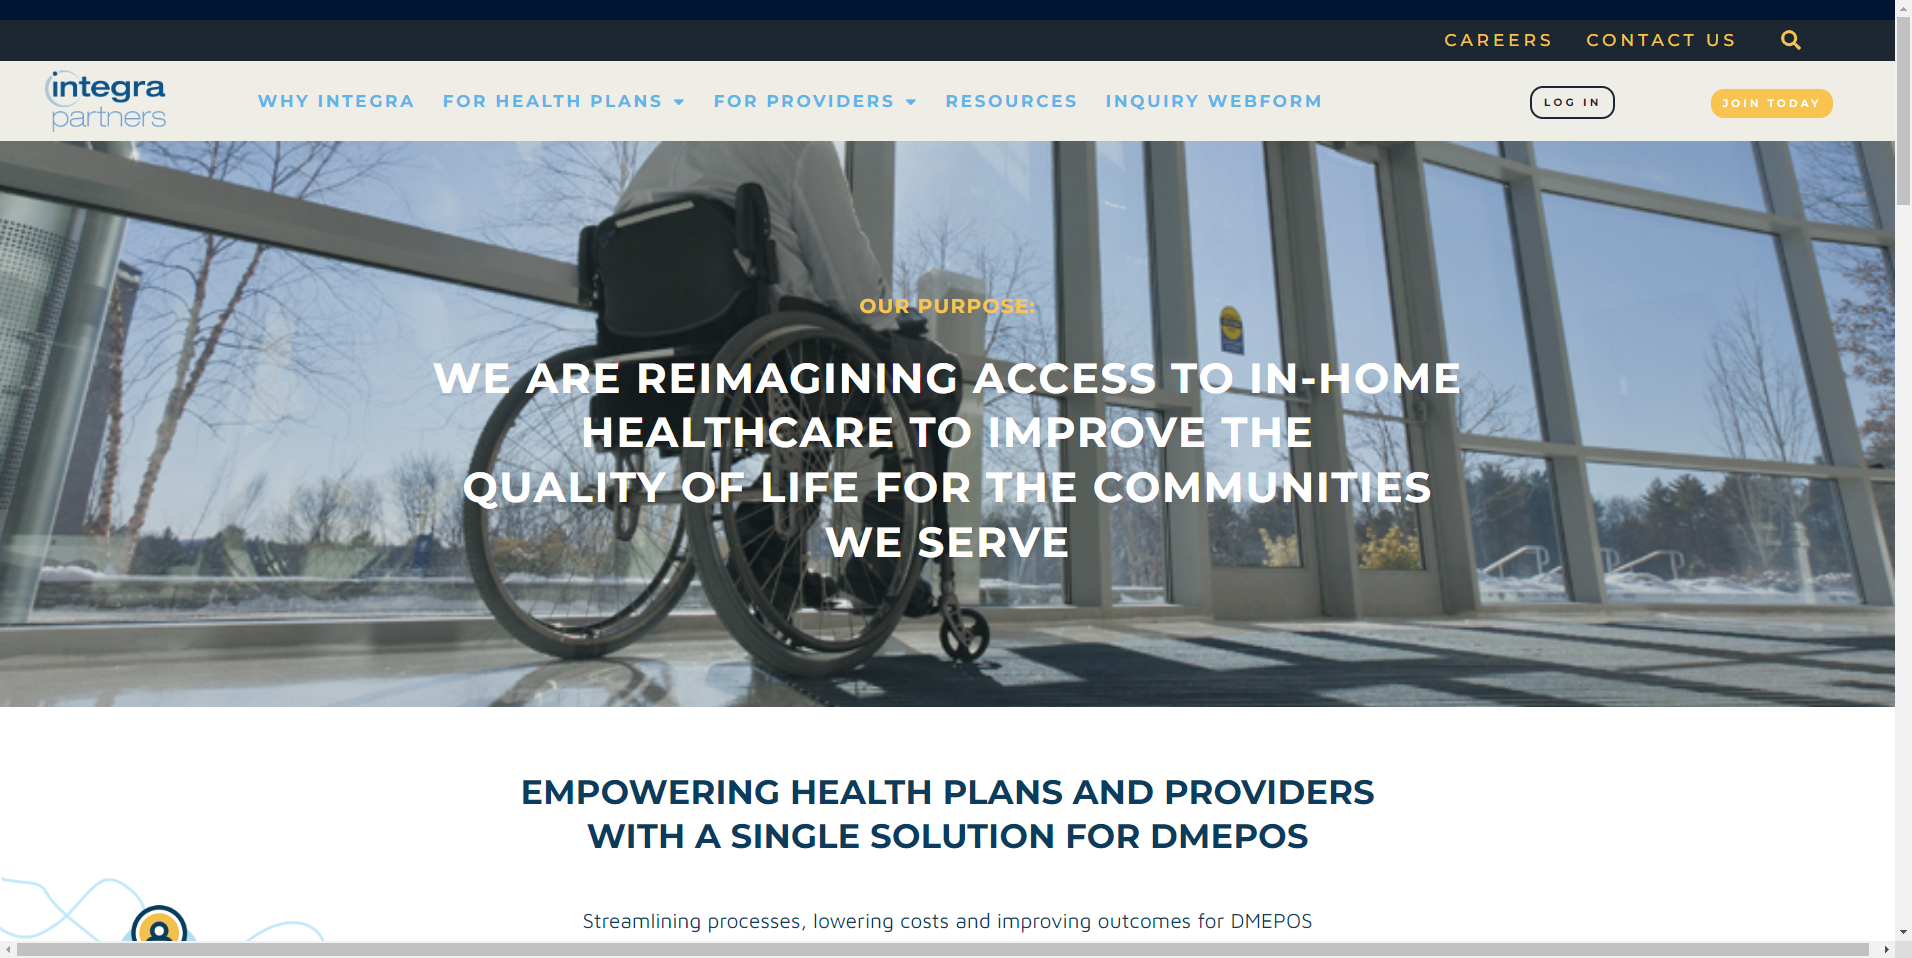 CAREERS
CONTACT US
integra
partners
WHY INTEGRA
FOR HEALTH PLANS
FOR PROVIDERS
RESOURCES
INQUIRY WEBFORM
LOG IN
JOIN TODAY
OUR PURPOSE:
WE ARE REIMAGINING ACCESS TO IN-HOME
HEALTHCARE TO IMPROVE THE
QUALITY OF LIFE FOR THE COMMUNITIES
WE SERVE
EMPOWERING HEALTH PLANS AND PROVIDERS
WITH A SINGLE SOLUTION FOR DMEPOS
Streamlining processes, lowering costs and improving outcomes for DMEPOS